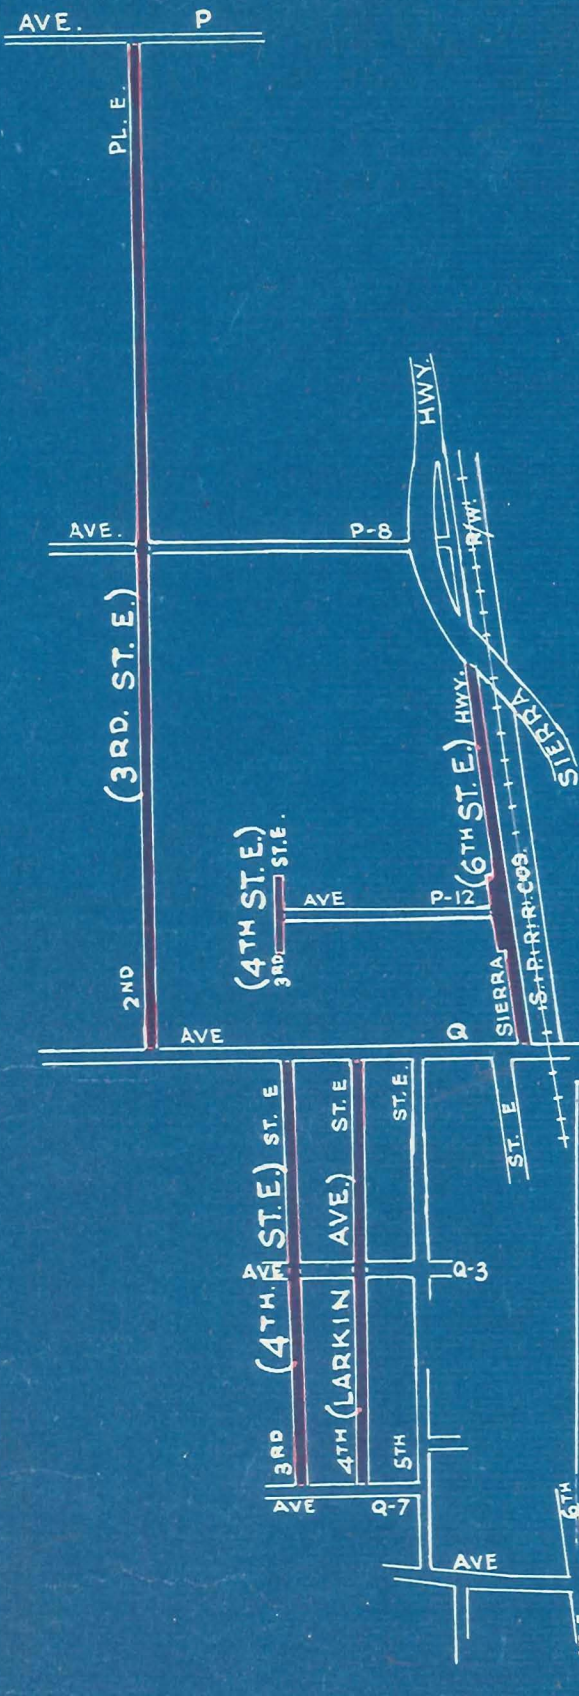 AVE. P
PL. E.
HWY.
R/W.
AVE. P-8
(3RD. ST. E.)
(6TH ST. E.) HWY.
SIERRA
(4TH ST. E.)
3RD ST. E.
AVE P-12
S.P.R.R. COS.
2ND
SIERRA
AVE Q
ST. E
ST. E
ST. E.
ST. E
(4TH. ST. E.)
(LARKIN AVE.)
AVE Q-3
3RD
4TH
5TH
AVE Q-7
6TH
AVE